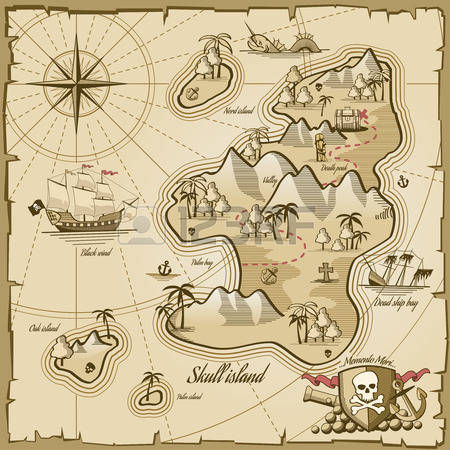 Nord island
Death peak
Valley
Black wind
Palm bay
Dead ship bay
Oak island
Skull island
Memento Mori
Palm island